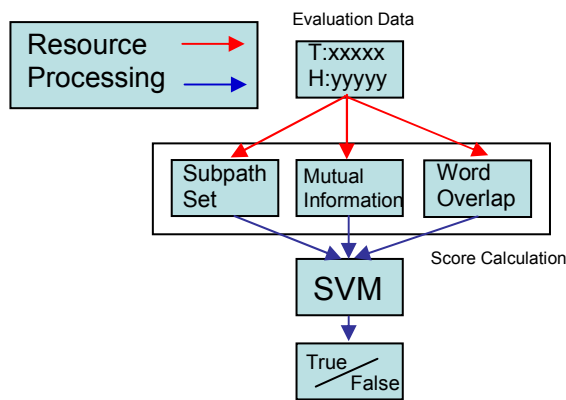 Evaluation Data
Resource
Processing
T:xxxxx
H:yyyyy
Subpath
Set
Mutual
Information
Word
Overlap
Score Calculation
SVM
True
False